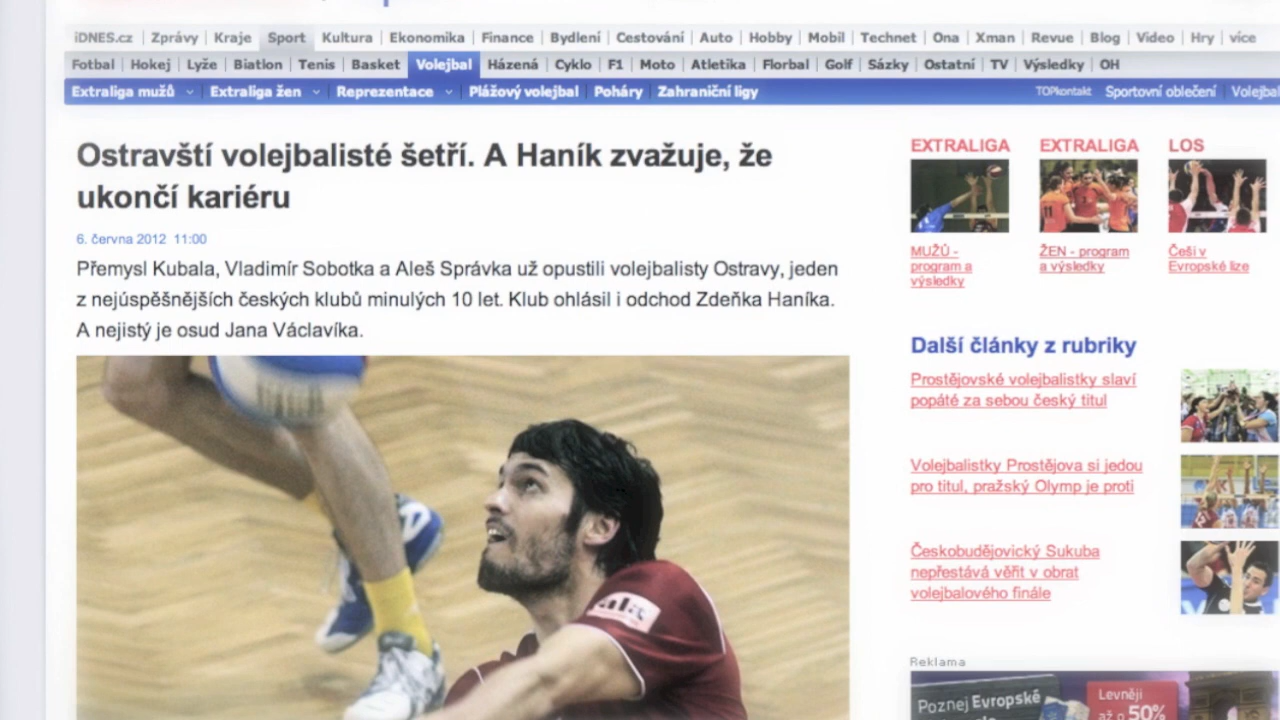 iDNES.cz | Zprávy | Kraje | Sport | Kultura | Ekonomika | Finance | Bydlení | Cestování | Auto | Hobby | Mobil | Technet | Ona | Xman | Revue | Blog | Video | Hry | více
Fotbal | Hokej | Lyže | Biatlon | Tenis | Basket | Volejbal | Házená | Cyklo | F1 | Moto | Atletika | Florbal | Golf | Sázky | Ostatní | TV | Výsledky | OH
Extraliga mužů | Extraliga žen | Reprezentace | Plážový volejbal | Poháry | Zahraniční ligy
TOPkontakt Sportovní oblečení
Ostravští volejbalisté šetří. A Haník zvažuje, že
ukončí kariéru
6. června 2012 11:00
Přemysl Kubala, Vladimír Sobotka a Aleš Správka už opustili volejbalisty Ostravy, jeden
z nejúspěšnějších českých klubů minulých 10 let. Klub ohlásil i odchod Zdeňka Haníka.
A nejistý je osud Jana Václavíka.
EXTRALIGA
MUŽŮ -
program a
výsledky
EXTRALIGA
ŽEN - program
a výsledky
LOS
Češi v
Evropské lize
Další články z rubriky
Prostějovské volejbalistky slaví
popáté za sebou český titul
Volejbalistky Prostějova si jedou
pro titul, pražský Olymp je proti
Českobudějovický Sukuba
nepřestává věřit v obrat
volejbalového finále
Reklama
Poznej Evropské
Levněji
až o 50%